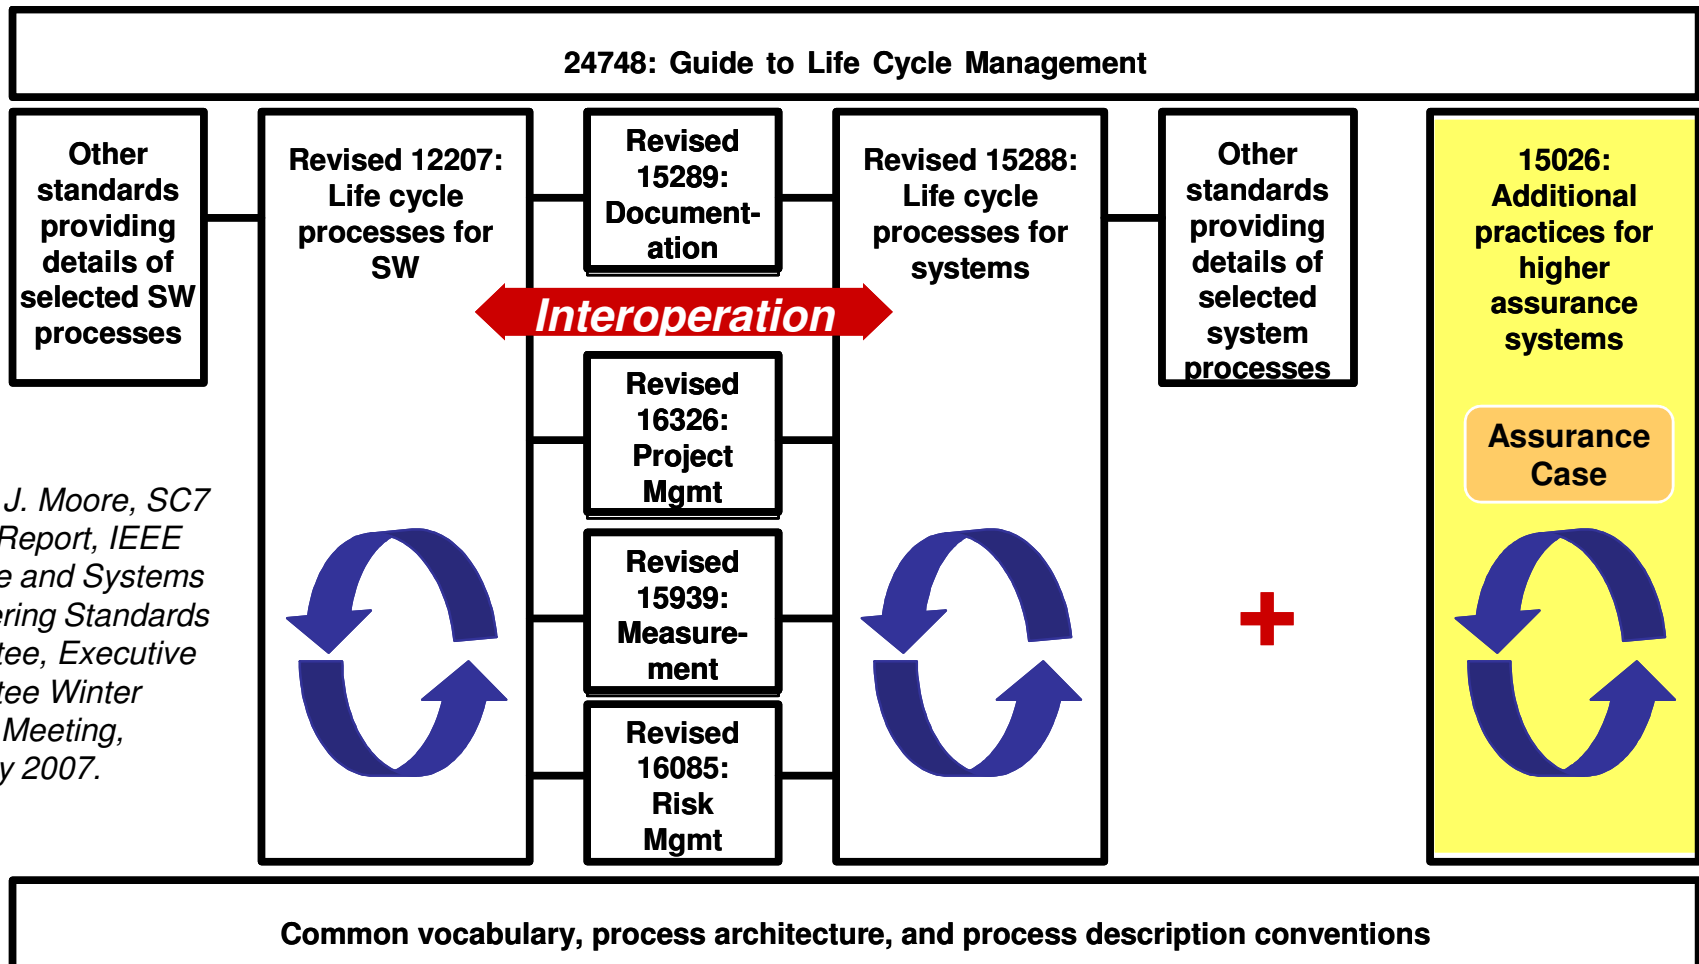 24748: Guide to Life Cycle Management
Other
standards
providing
details of
selected SW
processes
Revised 12207:
Life cycle
processes for
SW
Revised
15289:
Document-
ation
Revised 15288:
Life cycle
processes for
systems
Other
standards
providing
details of
selected
system
processes
15026:
Additional
practices for
higher
assurance
systems
Interoperation
Revised
16326:
Project
Mgmt
Assurance
Case
J. Moore, SC7
Report, IEEE
and Systems
Standards
Executive
Winter
Meeting,
2007.
Revised
15939:
Measure-
ment
+
Revised
16085:
Risk
Mgmt
Common vocabulary, process architecture, and process description conventions